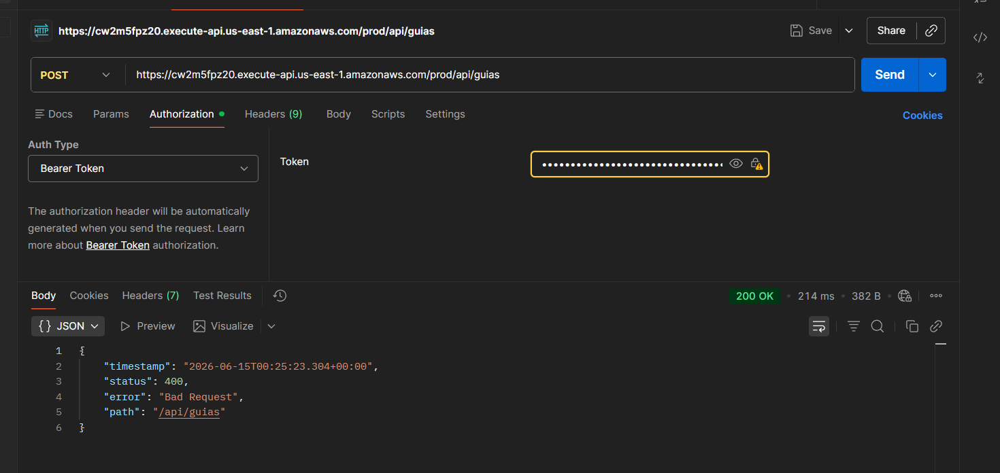 HTTP https://cw2m5fpz20.execute-api.us-east-1.amazonaws.com/prod/api/guias Save Share
POST https://cw2m5fpz20.execute-api.us-east-1.amazonaws.com/prod/api/guias Send
Docs Params Authorization Headers (9) Body Scripts Settings Cookies
Auth Type
Bearer Token
Token
The authorization header will be automatically
generated when you send the request. Learn
more about Bearer Token authorization.
Body Cookies Headers (7) Test Results 200 OK • 214 ms • 382 B •
{} JSON Preview Visualize
1 {
2 "timestamp": "2026-06-15T00:25:23.304+00:00",
3 "status": 400,
4 "error": "Bad Request",
5 "path": "/api/guias"
6 }